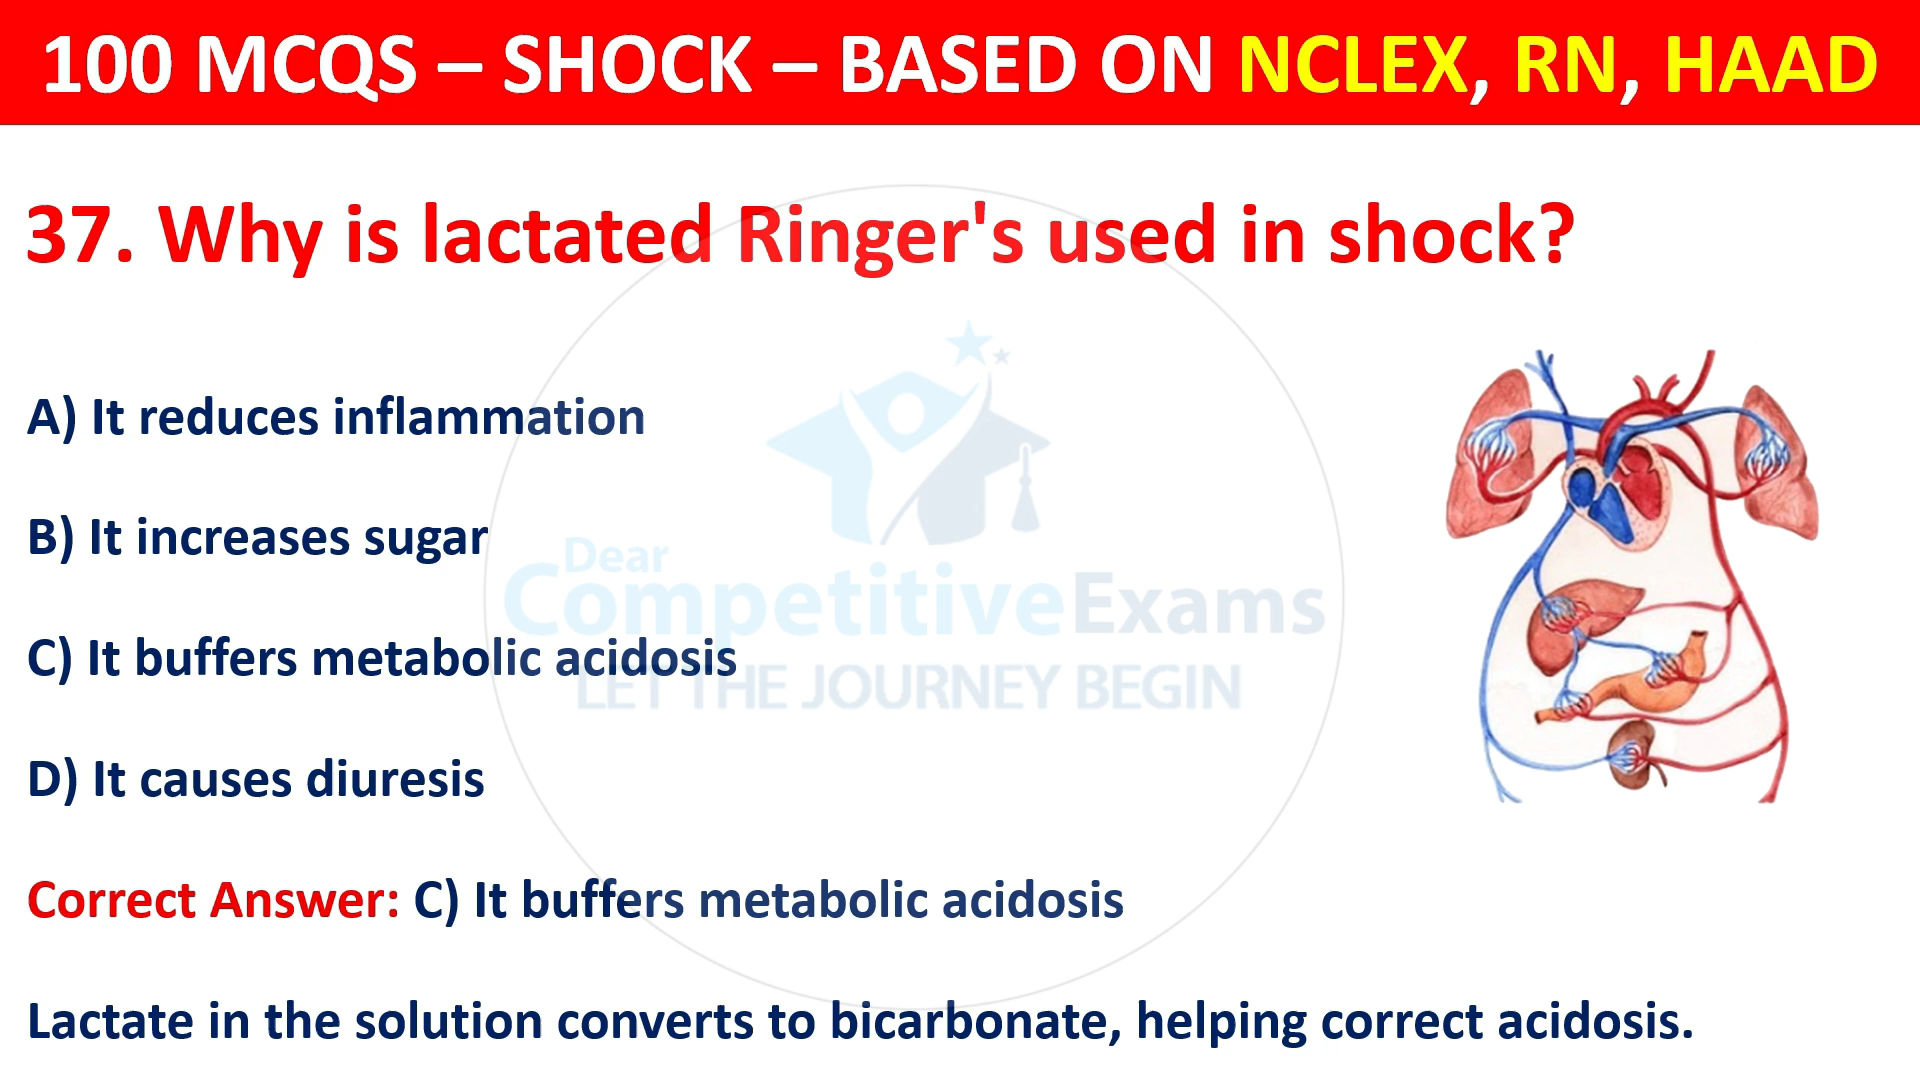 100 MCQS – SHOCK – BASED ON NCLEX, RN, HAAD
37. Why is lactated Ringer's used in shock?
A) It reduces inflammation
B) It increases sugar
Dear
CompetitiveExams
C) It buffers metabolic acidosis
LET THE JOURNEY BEGIN
D) It causes diuresis
Correct Answer: C) It buffers metabolic acidosis
Lactate in the solution converts to bicarbonate, helping correct acidosis.